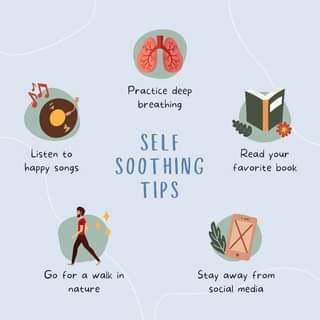 Practice deep
breathing
Listen to
happy songs
SELF
SOOTHING
TIPS
Read your
favorite book
Go for a walk in
nature
Stay away from
social media